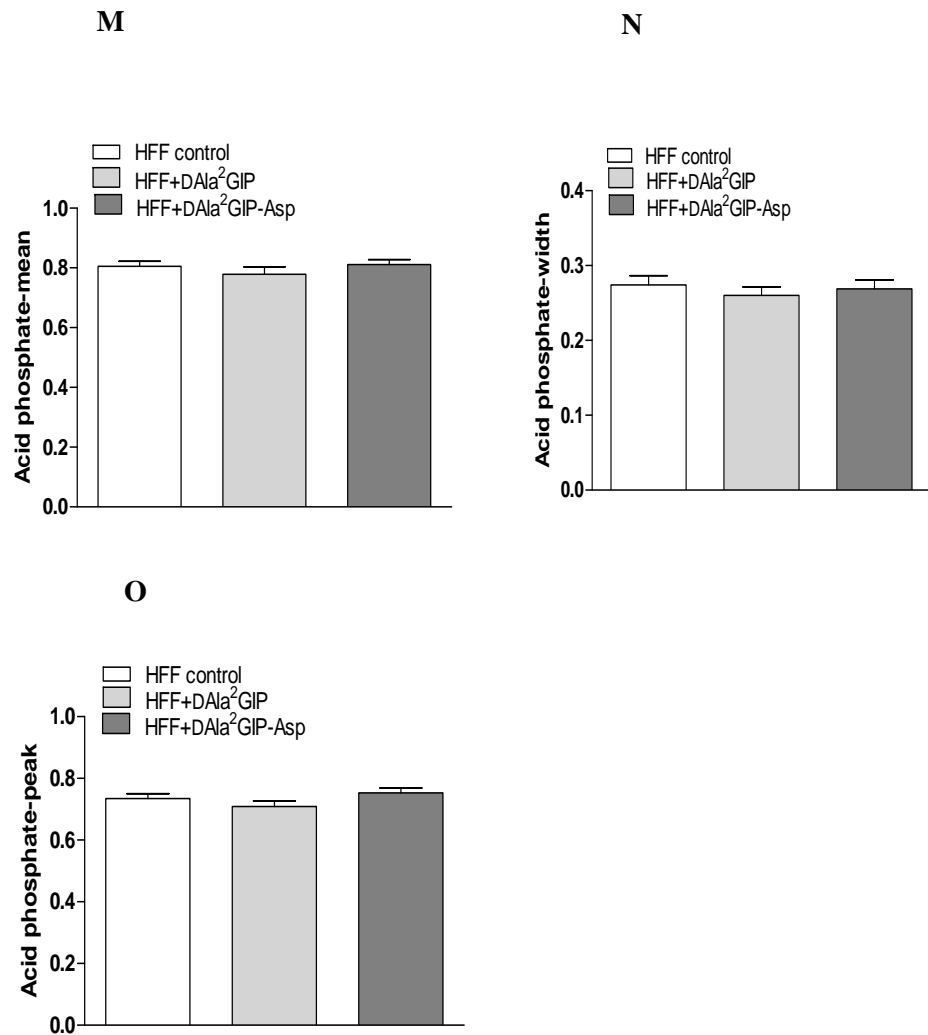 M
HFF control
HFF+DAla²GIP
HFF+DAla²GIP-Asp
1.0
0.8
0.6
0.4
0.2
0.0
Acid phosphate-mean
N
HFF control
HFF+DAla²GIP
HFF+DAla²GIP-Asp
0.4
0.3
0.2
0.1
0.0
Acid phosphate-width
O
HFF control
HFF+DAla²GIP
HFF+DAla²GIP-Asp
1.0
0.8
0.6
0.4
0.2
0.0
Acid phosphate-peak